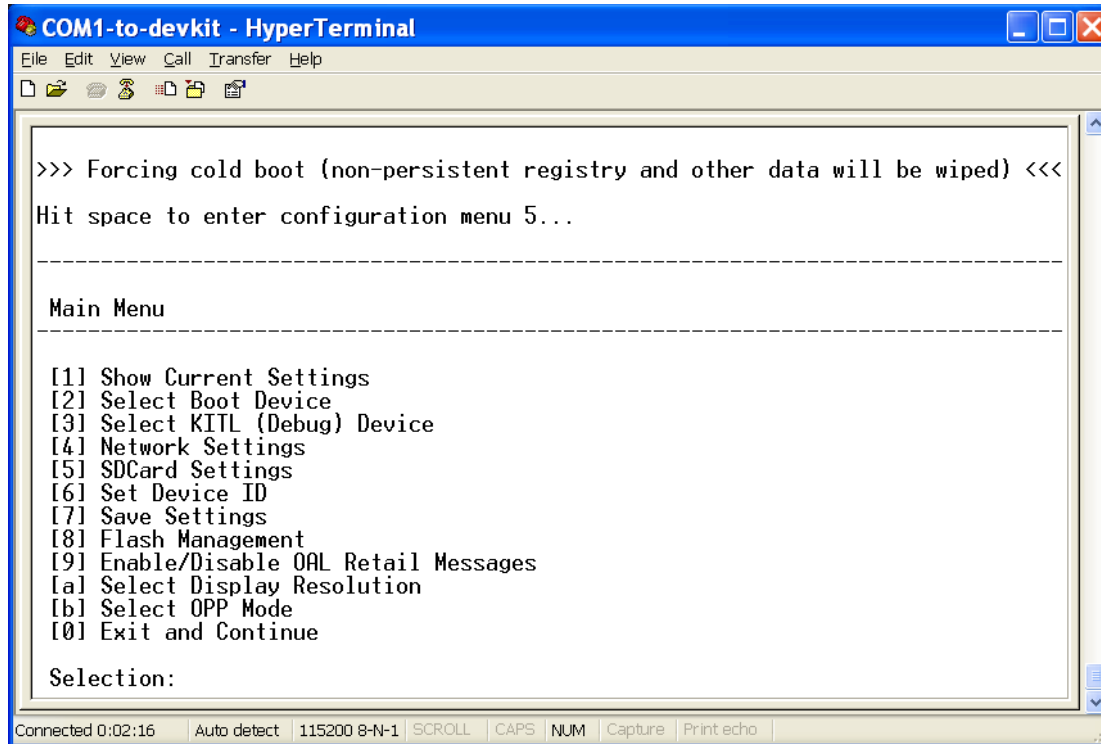 COM1-to-devkit - HyperTerminal
File Edit View Call Transfer Help
>>> Forcing cold boot (non-persistent registry and other data will be wiped) <<<
Hit space to enter configuration menu 5...
--------------------------------------------------------------------------------
Main Menu
--------------------------------------------------------------------------------
[1] Show Current Settings
[2] Select Boot Device
[3] Select KITL (Debug) Device
[4] Network Settings
[5] SDCard Settings
[6] Set Device ID
[7] Save Settings
[8] Flash Management
[9] Enable/Disable OAL Retail Messages
[a] Select Display Resolution
[b] Select OPP Mode
[0] Exit and Continue
Selection:
Connected 0:02:16 Auto detect 115200 8-N-1 SCROLL CAPS NUM Capture Print echo